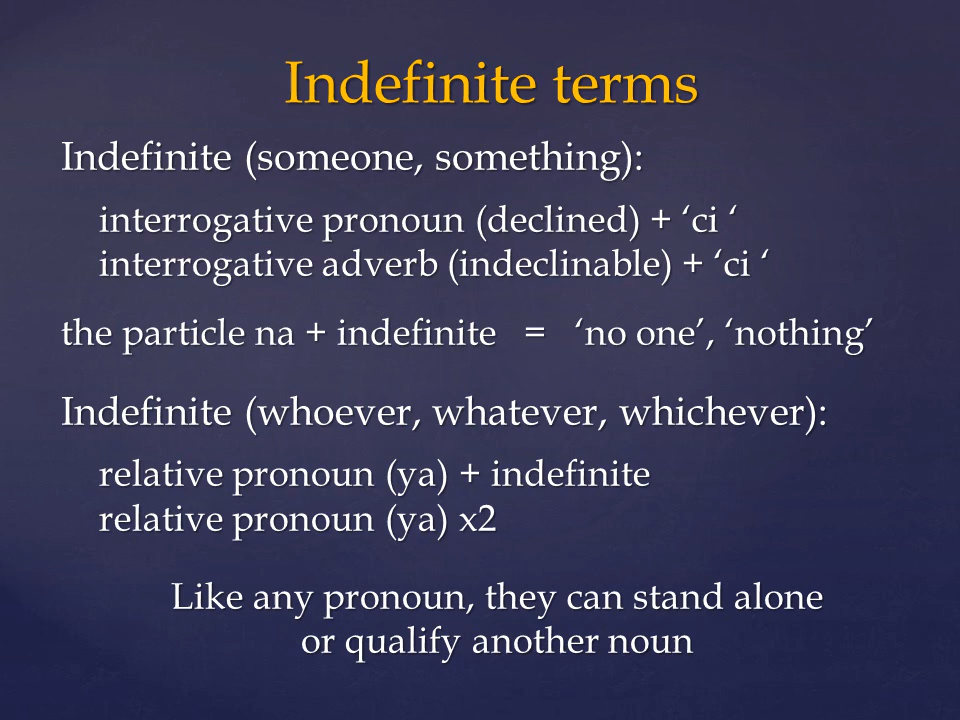 Indefinite terms
Indefinite (someone, something):
interrogative pronoun (declined) + ‘ci ‘
interrogative adverb (indeclinable) + ‘ci ‘
the particle na + indefinite = ‘no one’, ‘nothing’
Indefinite (whoever, whatever, whichever):
relative pronoun (ya) + indefinite
relative pronoun (ya) x2
Like any pronoun, they can stand alone
or qualify another noun